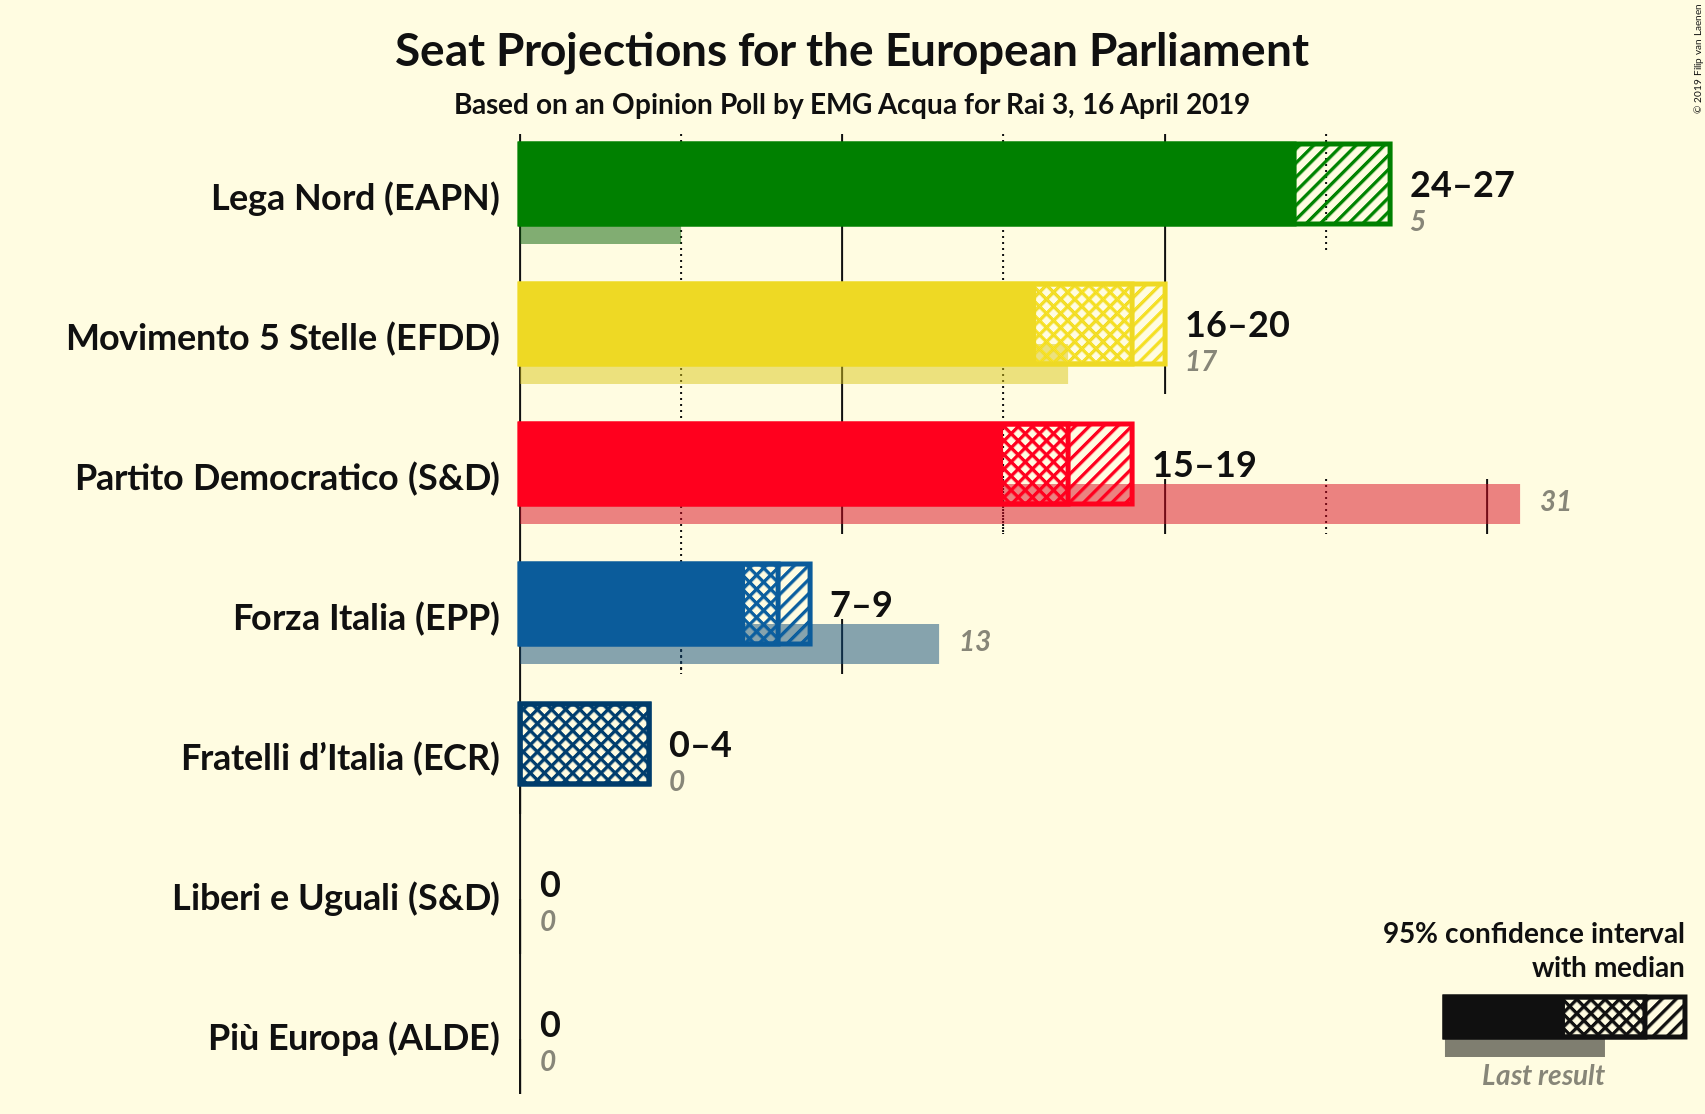 Seat Projections for the European Parliament
Based on an Opinion Poll by EMG Acqua for Rai 3, 16 April 2019
© 2019 Filip van Laenen
Lega Nord (EAPN)
24–27
5
Movimento 5 Stelle (EFDD)
16–20
17
Partito Democratico (S&D)
15–19
31
Forza Italia (EPP)
7–9
13
Fratelli d’Italia (ECR)
0–4
0
Liberi e Uguali (S&D)
0
0
Più Europa (ALDE)
0
0
95% confidence interval
with median
Last result